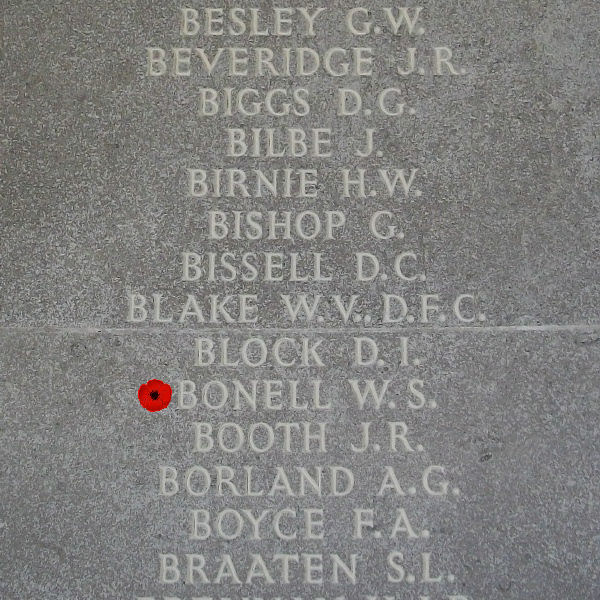 BESLEY G.W.
BEVERIDGE J.R.
BIGGS D.G.
BILBE J.
BIRNIE H.W.
BISHOP G.
BISSELL D.C.
BLAKE W.V., D.F.C.
BLOCK D.I.
BONELL W.S.
BOOTH J.R.
BORLAND A.G.
BOYCE F.A.
BRAATEN S.L.